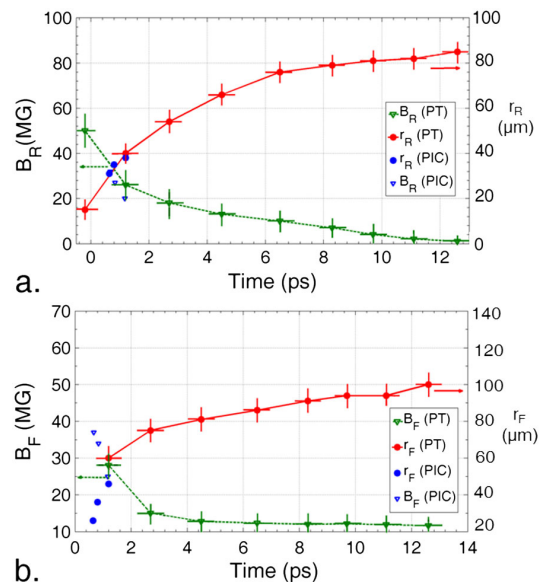 100
80
60
40
20
0
B_R(MG)
100
80
60
40
20
0
r_R
(µm)
B_R (PT)
r_R (PT)
r_R (PIC)
B_R (PIC)
0 2 4 6 8 10 12
Time (ps)
a.
70
60
50
40
30
20
10
B_F (MG)
140
120
100
80
60
40
20
r_F
(µm)
B_F (PT)
r_F (PT)
r_F (PIC)
B_F (PIC)
0 2 4 6 8 10 12 14
Time (ps)
b.